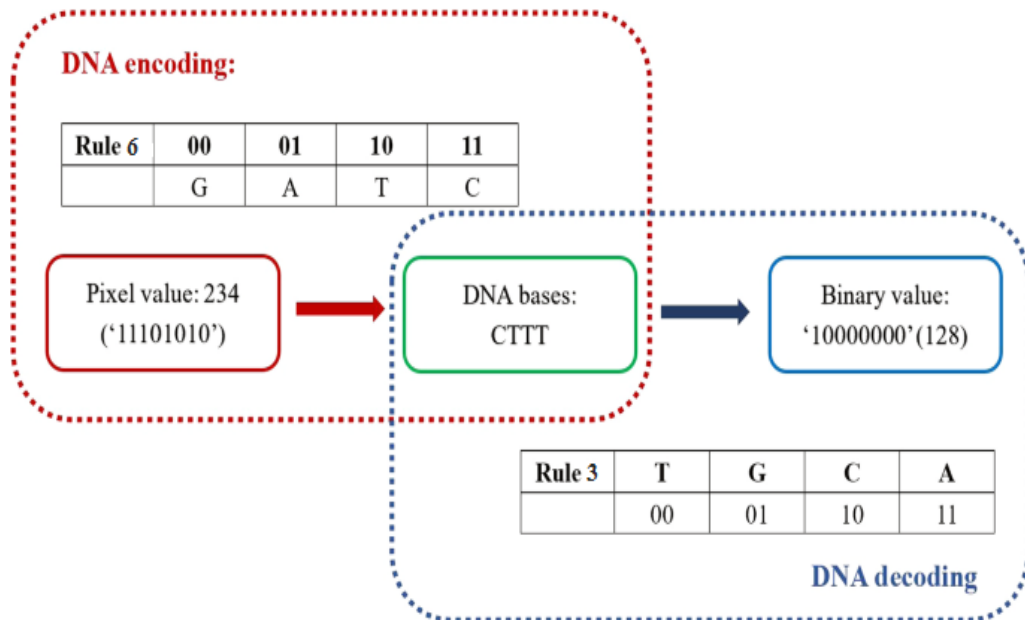 DNA encoding:
Rule 6 00 01 10 11
G A T C
Pixel value: 234
(‘11101010’)
DNA bases:
CTTT
Binary value:
‘10000000’(128)
Rule 3 T G C A
00 01 10 11
DNA decoding